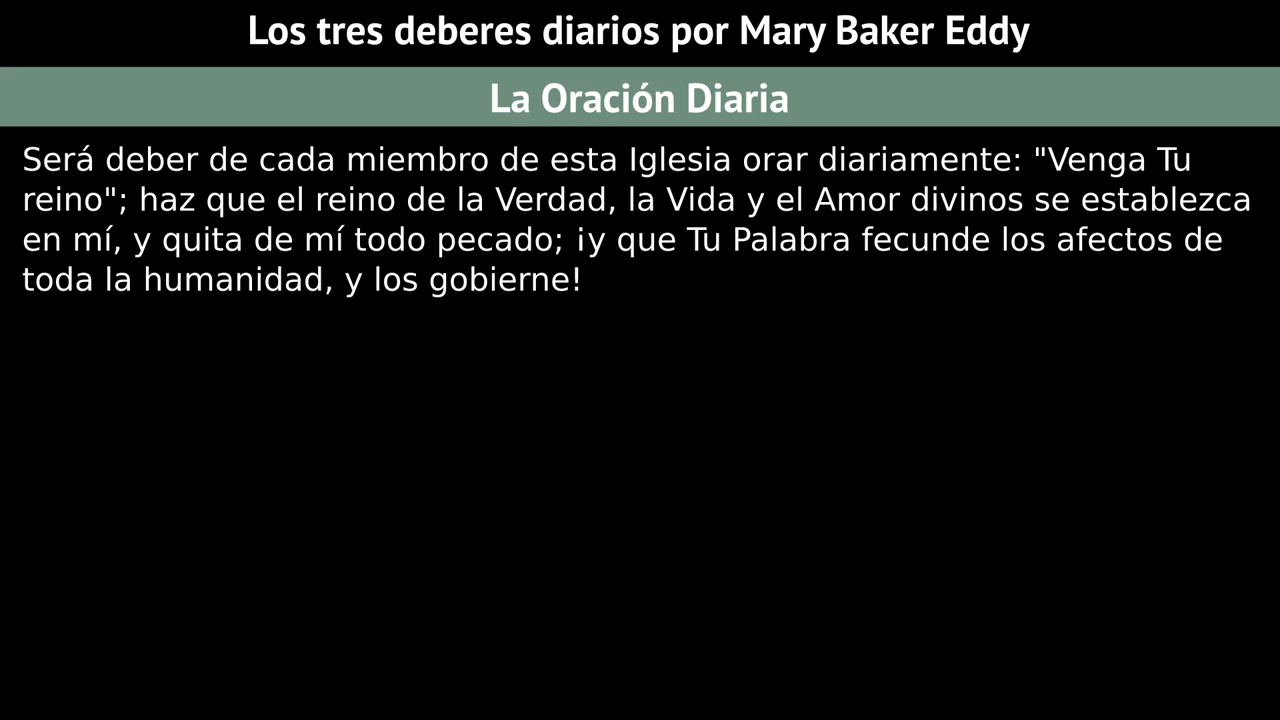 Los tres deberes diarios por Mary Baker Eddy
La Oración Diaria
Será deber de cada miembro de esta Iglesia orar diariamente: "Venga Tu
reino"; haz que el reino de la Verdad, la Vida y el Amor divinos se establezca
en mí, y quita de mí todo pecado; ¡y que Tu Palabra fecunde los afectos de
toda la humanidad, y los gobierne!